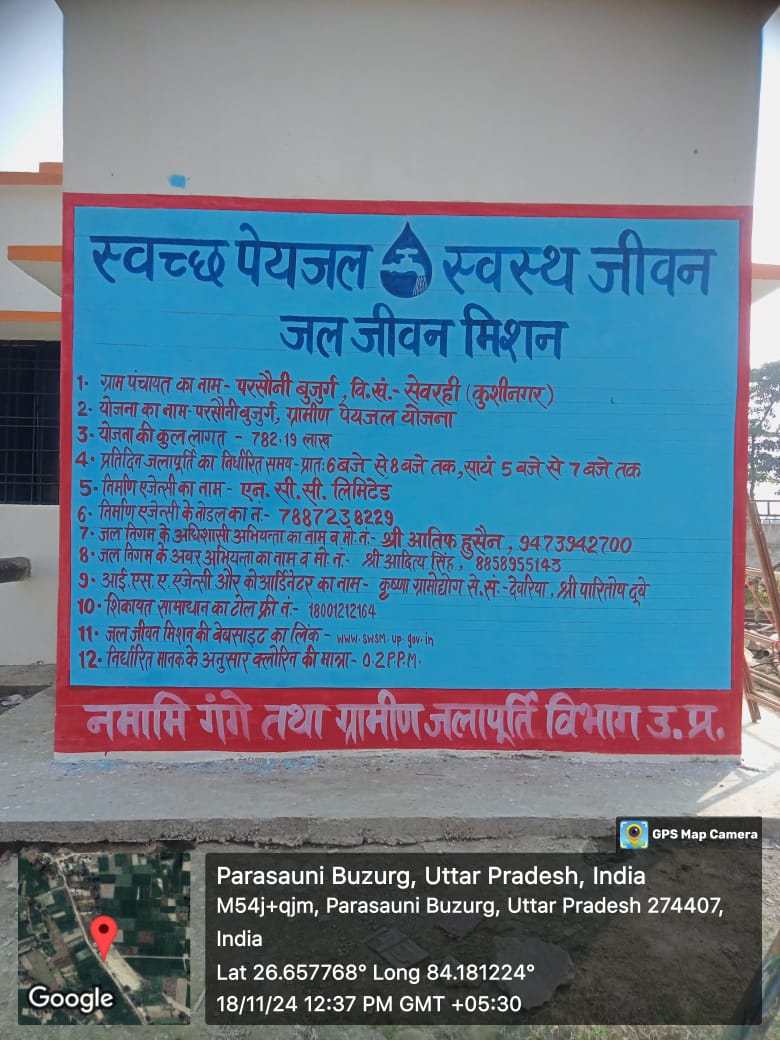 स्वच्छ पेयजल स्वस्थ जीवन
जल जीवन मिशन
1. ग्राम पंचायत का नाम - परसौनी बुजुर्ग, वि.खं.- सेवरही (कुशीनगर)
2. योजना का नाम- परसौनी बुजुर्ग, ग्रामीण पेयजल योजना
3. योजना की कुल लागत - 782.19 लाख
4. प्रतिदिन जलापूर्ति का निर्धारित समय- प्रातः 6 बजे से 8 बजे तक, सायं 5 बजे से 7 बजे तक
5. निर्माण एजेन्सी का नाम - एन. सी. सी. लिमिटेड
6. निर्माण एजेन्सी के नोडल का नं.- 7887238229
7. जल निगम के अधिशासी अभियन्ता का नाम व मो.नं.- श्री आतिफ हुसैन, 9473942700
8. जल निगम के अवर अभियन्ता का नाम व मो नं.- श्री आदित्य सिंह, 8858955143
9. आई.एस.ए. एजेन्सी और कोआर्डिनेटर का नाम- कृष्णा ग्रामोद्योग से.सं.-देवरिया, श्री पारितोष दूबे
10. शिकायत सामाधान का टोल फ्री नं.- 18001212164
11. जल जीवन मिशन की वेबसाइट का लिंक- www.swsm.up.gov.in
12. निर्धारित मानक के अनुसार क्लोरिन की मात्रा- 0.2 P.P.M.
नमामि गंगे तथा ग्रामीण जलापूर्ति विभाग उ.प्र.
GPS Map Camera
Parasauni Buzurg, Uttar Pradesh, India
M54j+qjm, Parasauni Buzurg, Uttar Pradesh 274407,
India
Lat 26.657768° Long 84.181224°
18/11/24 12:37 PM GMT +05:30
Google